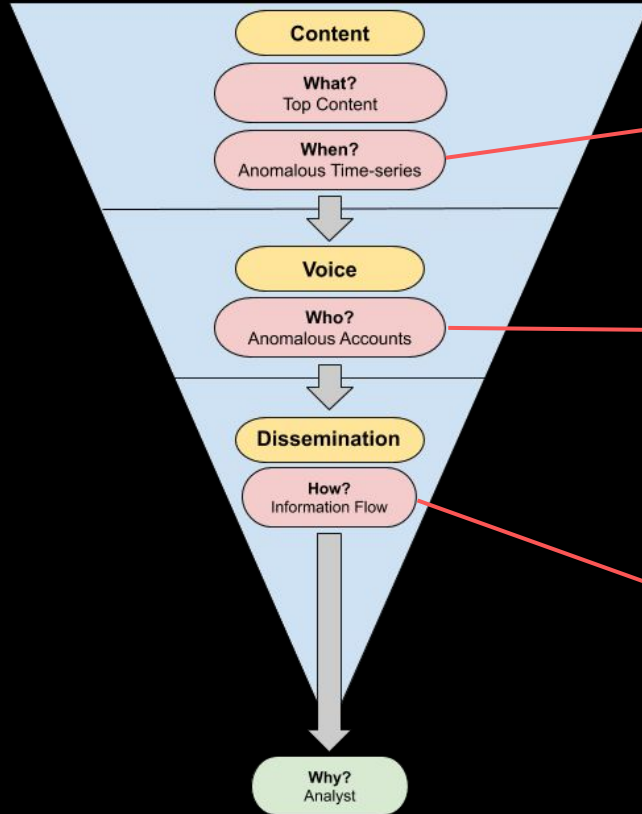 Content
What?
Top Content
When?
Anomalous Time-series
Voice
Who?
Anomalous Accounts
Dissemination
How?
Information Flow
Why?
Analyst